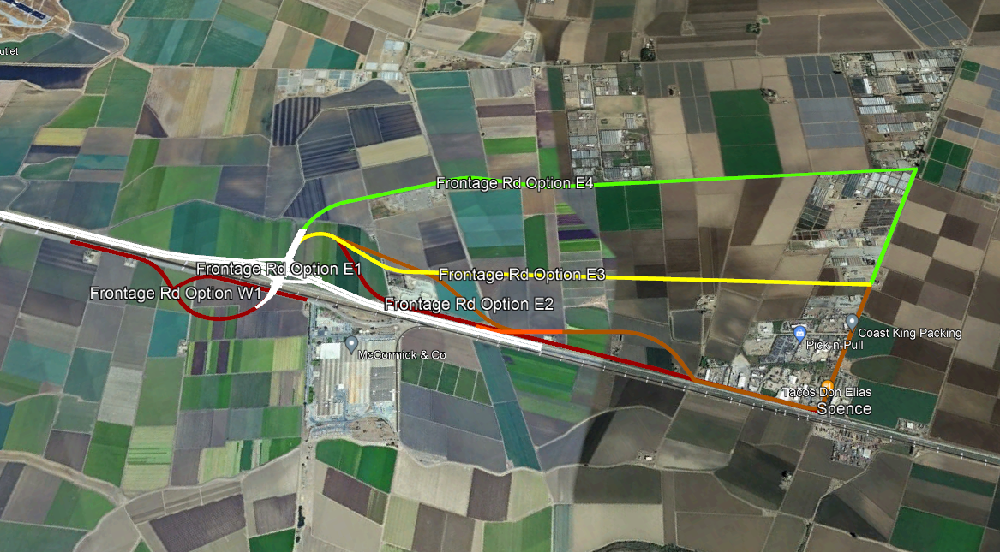 utlet
Frontage Rd Option E4
Frontage Rd Option E1
Frontage Rd Option E3
Frontage Rd Option W1
Frontage Rd Option E2
Coast King Packing
Pick-n-Pull
McCormick & Co
Tacos Don Elias
Spence